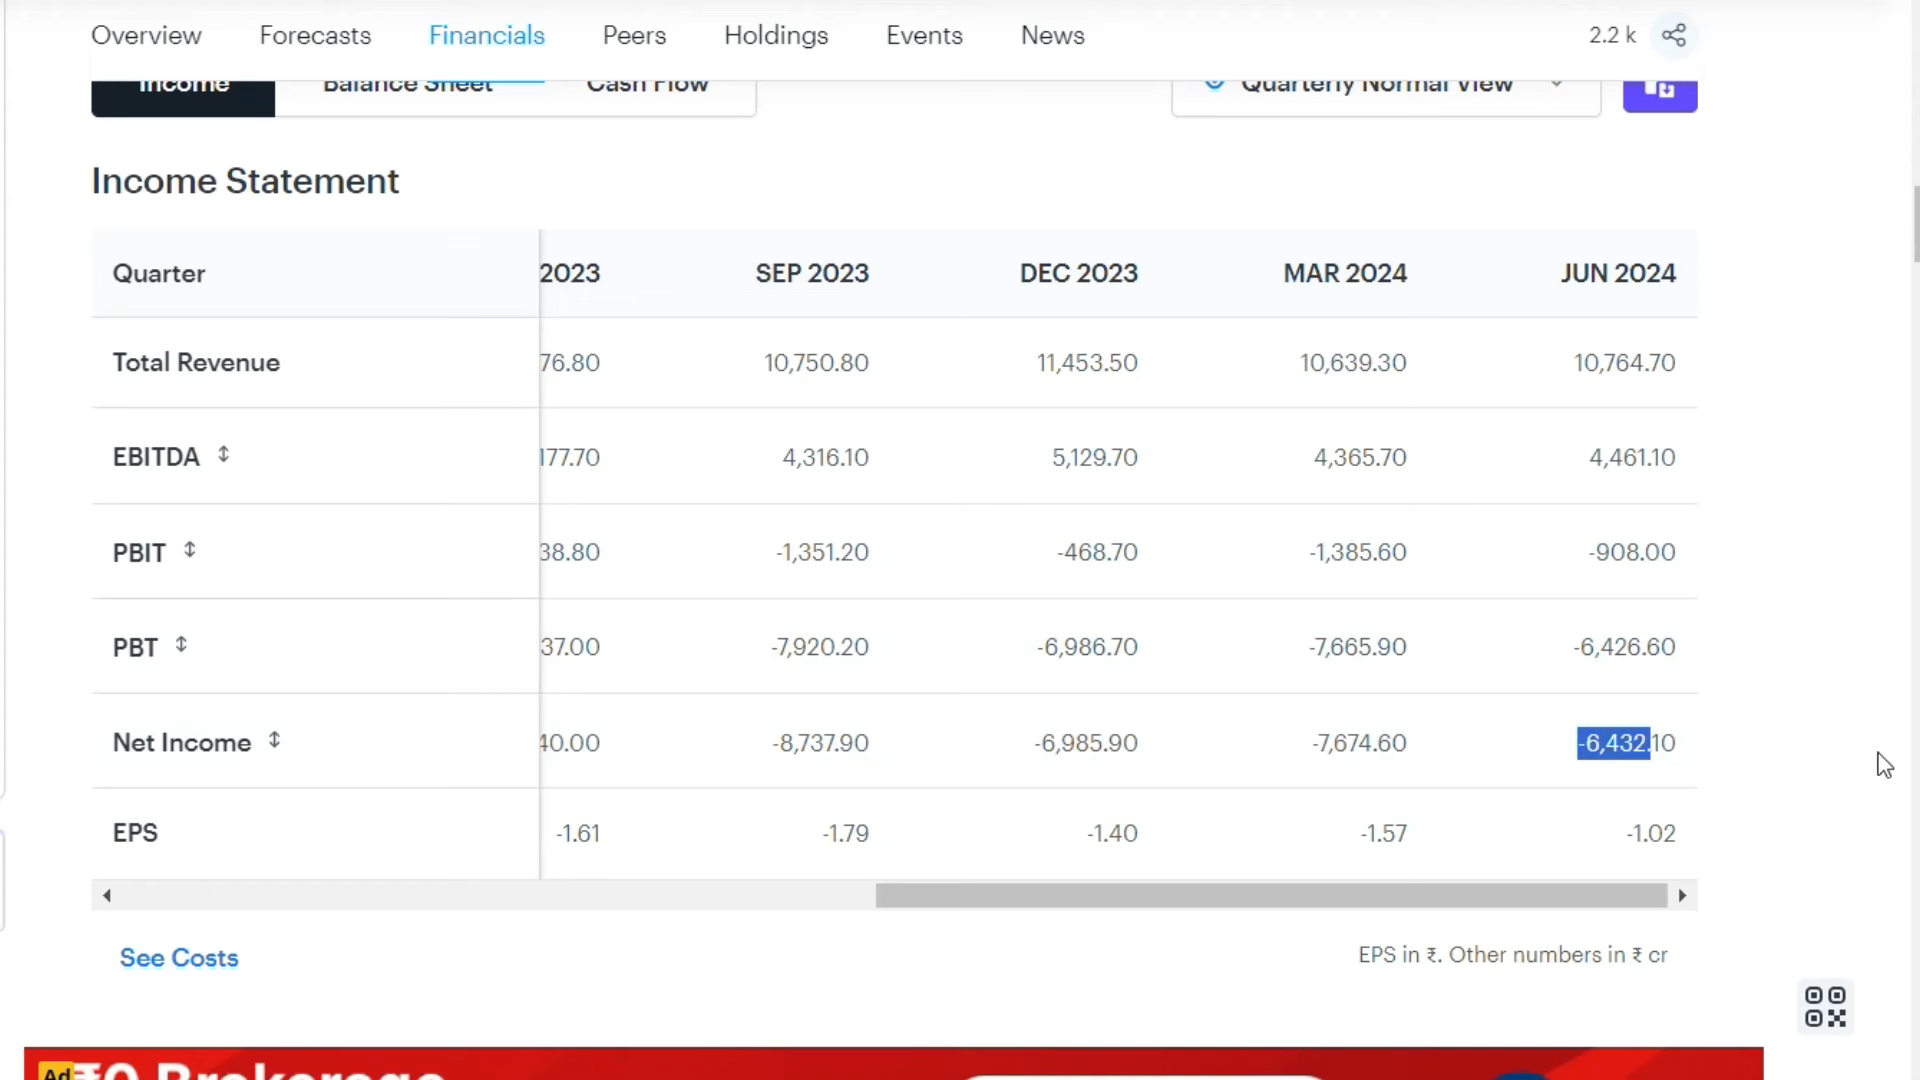 Overview Forecasts Financials Peers Holdings Events News 2.2 k
Income Balance Sheet Cash Flow Quarterly Normal View
Income Statement
Quarter 2023 SEP 2023 DEC 2023 MAR 2024 JUN 2024
Total Revenue 76.80 10,750.80 11,453.50 10,639.30 10,764.70
EBITDA 177.70 4,316.10 5,129.70 4,365.70 4,461.10
PBIT 38.80 -1,351.20 -468.70 -1,385.60 -908.00
PBT 37.00 -7,920.20 -6,986.70 -7,665.90 -6,426.60
Net Income 40.00 -8,737.90 -6,985.90 -7,674.60 -6,432.10
EPS -1.61 -1.79 -1.40 -1.57 -1.02
See Costs EPS in ₹. Other numbers in ₹ cr
Ad ₹0 Brokerage